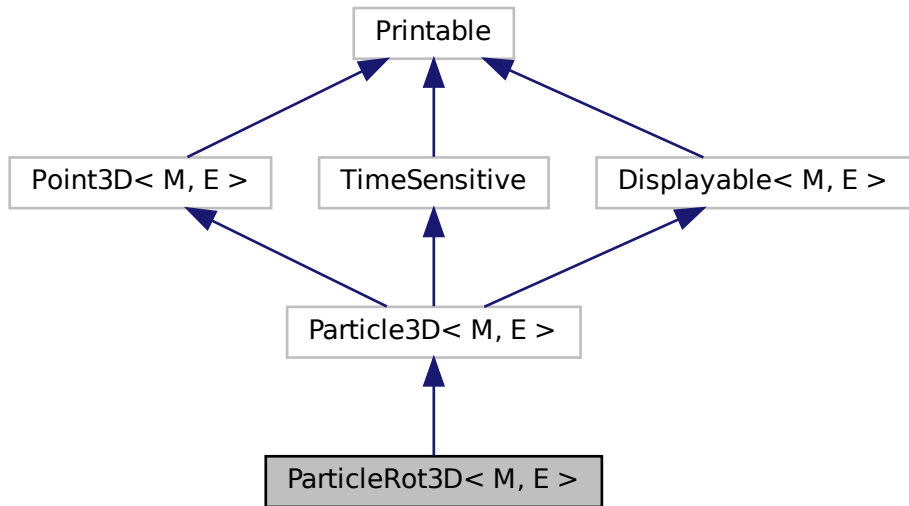 Printable
Point3D< M, E >
TimeSensitive
Displayable< M, E >
Particle3D< M, E >
ParticleRot3D< M, E >